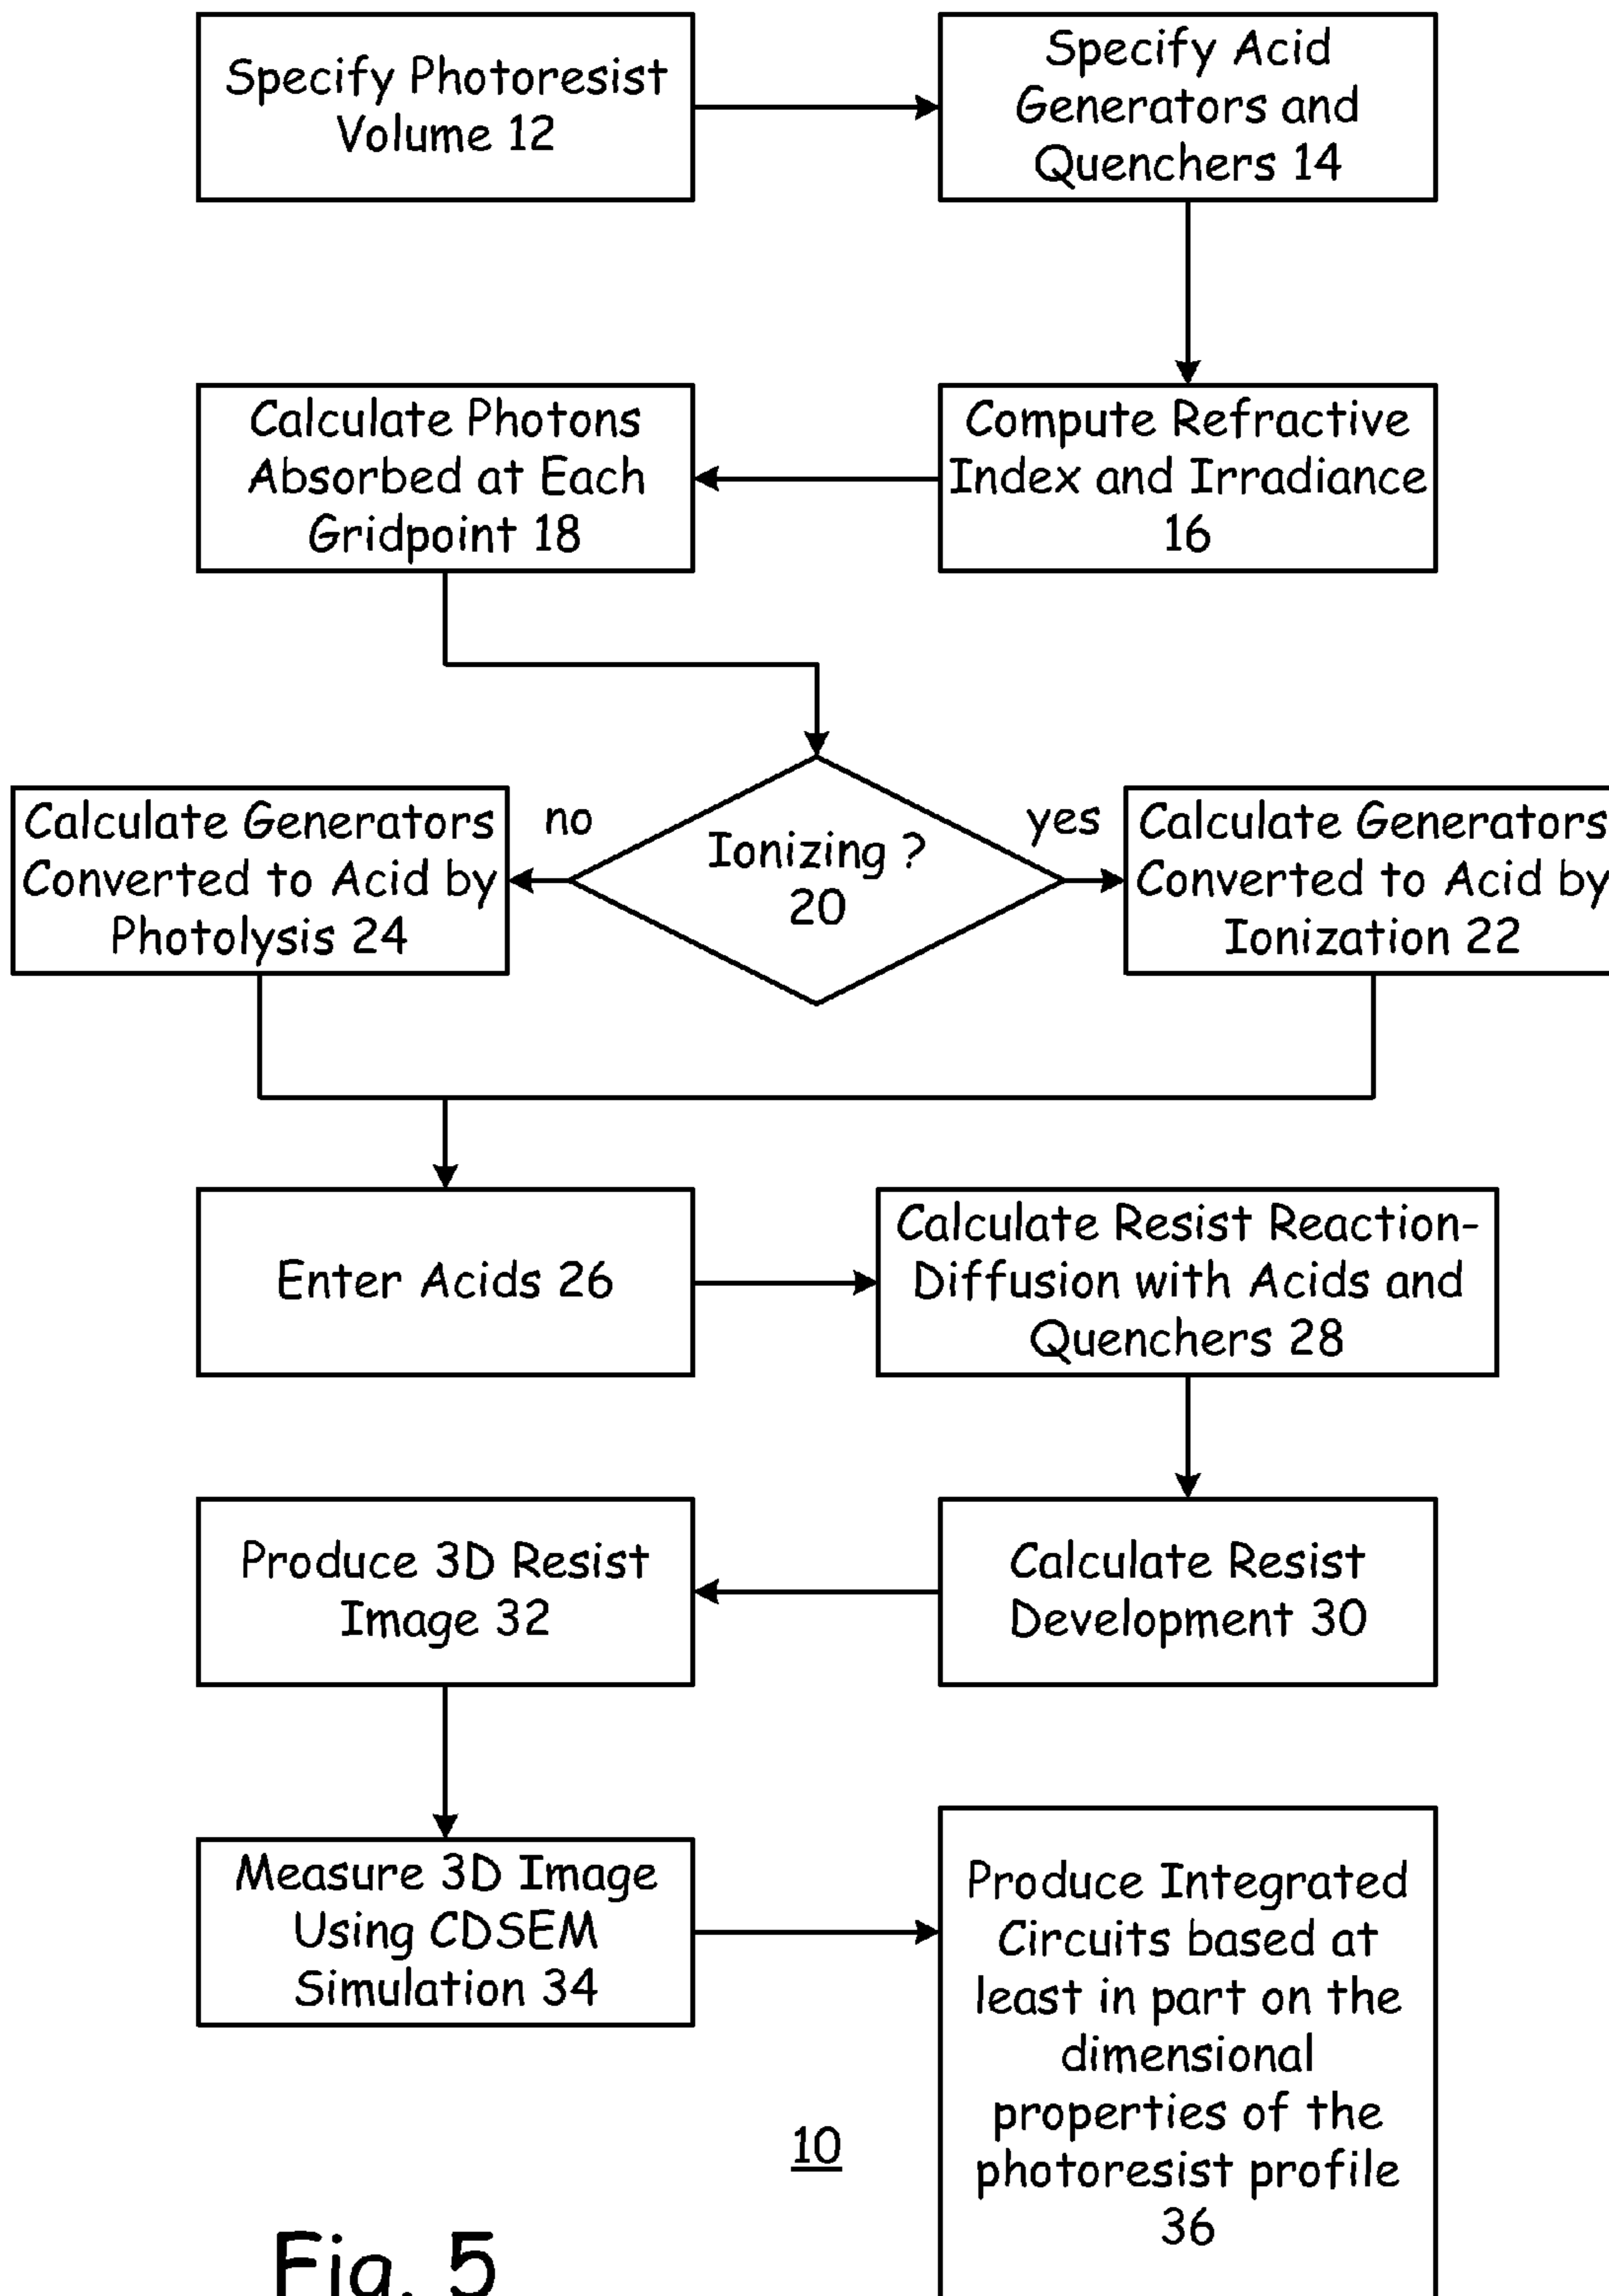 Specify Photoresist
Volume 12
Specify Acid
Generators and
Quenchers 14
Compute Refractive
Index and Irradiance
16
Calculate Photons
Absorbed at Each
Gridpoint 18
Ionizing ?
20
no
yes
Calculate Generators
Converted to Acid by
Photolysis 24
Calculate Generators
Converted to Acid by
Ionization 22
Enter Acids 26
Calculate Resist Reaction-
Diffusion with Acids and
Quenchers 28
Calculate Resist
Development 30
Produce 3D Resist
Image 32
Measure 3D Image
Using CDSEM
Simulation 34
Produce Integrated
Circuits based at
least in part on the
dimensional
properties of the
photoresist profile
36
10
Fig. 5